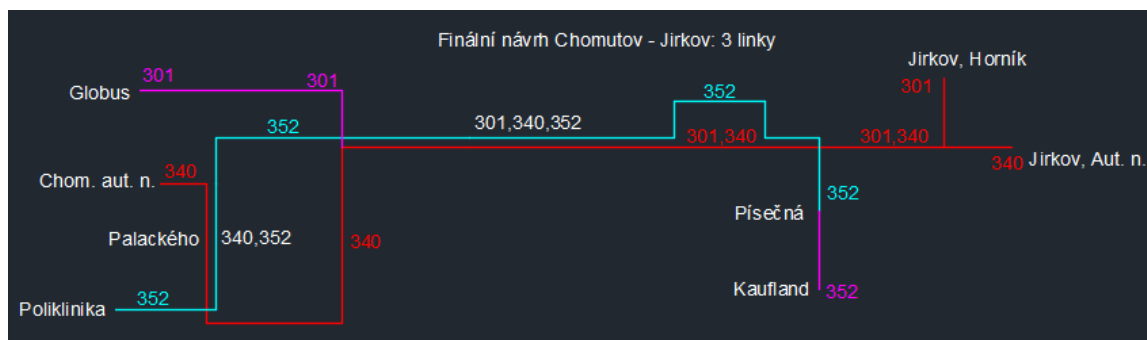 Finální návrh Chomutov - Jirkov: 3 linky
Jirkov, Horník
301
301
301
Globus
352
352
301,340,352
301,340
301,340
340
Jirkov, Aut. n.
340
Chom. aut. n.
352
Písečná
Palackého
340,352
340
Kaufland
352
352
Poliklinika